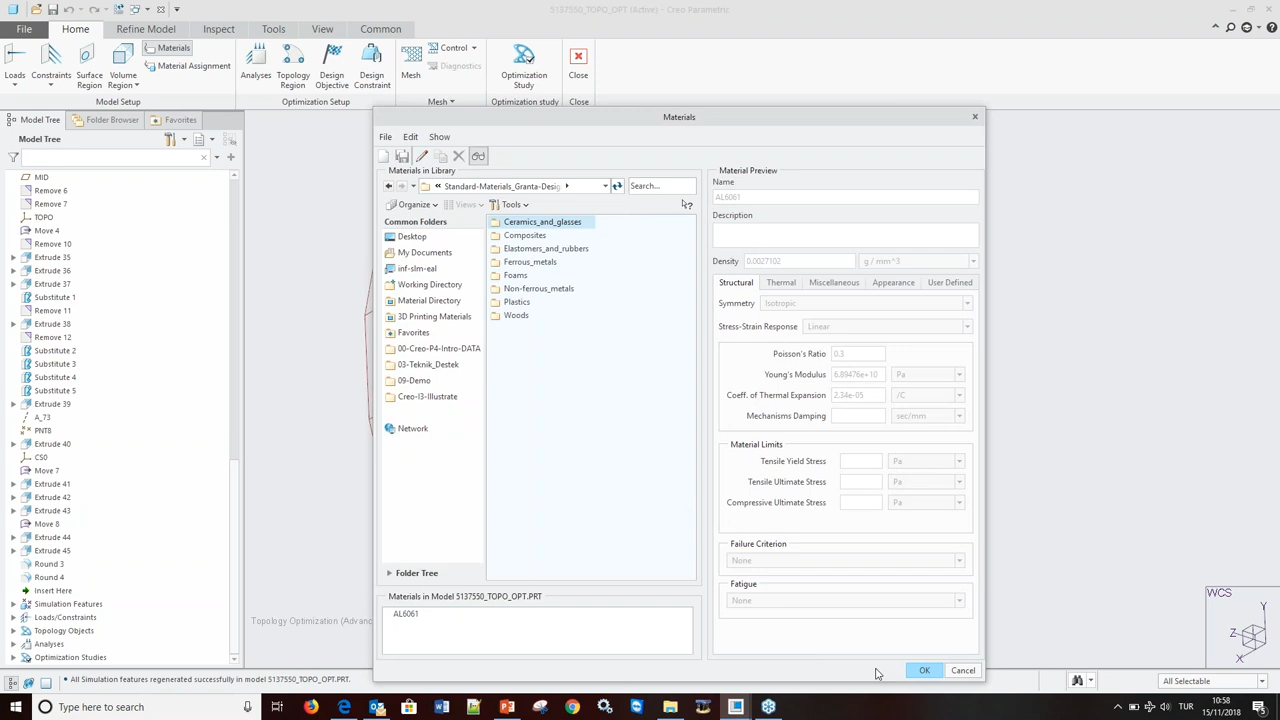 5137550_TOPO_OPT (Active) - Creo Parametric
File Home Refine Model Inspect Tools View Common
Loads Constraints Surface Region Volume Region Materials Material Assignment Analyses Topology Region Design Objective Design Constraint Mesh Control Diagnostics Optimization Study Close
Model Setup Optimization Setup Mesh Optimization study Close
Model Tree Folder Browser Favorites
Model Tree
MID
Remove 6
Remove 7
TOPO
Move 4
Remove 10
Extrude 35
Extrude 36
Extrude 37
Substitute 1
Remove 11
Extrude 38
Remove 12
Substitute 2
Substitute 3
Substitute 4
Substitute 5
Extrude 39
A_73
PNT8
Extrude 40
CS0
Move 7
Extrude 41
Extrude 42
Extrude 43
Move 8
Extrude 44
Extrude 45
Round 3
Round 4
Insert Here
Simulation Features
Loads/Constraints
Topology Objects
Analyses
Optimization Studies
Topology Optimization (Advanc
Materials
File Edit Show
Materials in Library
Standard-Materials_Granta-Desig
Search...
Organize Views Tools
Common Folders
Desktop
My Documents
inf-slm-eal
Working Directory
Material Directory
3D Printing Materials
Favorites
00-Creo-P4-Intro-DATA
03-Teknik_Destek
09-Demo
Creo-I3-Illustrate
Network
Folder Tree
Ceramics_and_glasses
Composites
Elastomers_and_rubbers
Ferrous_metals
Foams
Non-ferrous_metals
Plastics
Woods
Materials in Model 5137550_TOPO_OPT.PRT
AL6061
Material Preview
Name
AL6061
Description
Density 0.0027102 g / mm^3
Structural Thermal Miscellaneous Appearance User Defined
Symmetry Isotropic
Stress-Strain Response Linear
Poisson's Ratio 0.3
Young's Modulus 6.89476e+10 Pa
Coeff. of Thermal Expansion 2.34e-05 /C
Mechanisms Damping sec/mm
Material Limits
Tensile Yield Stress Pa
Tensile Ultimate Stress Pa
Compressive Ultimate Stress Pa
Failure Criterion
None
Fatigue
None
OK Cancel
WCS
Y
Z
X
All Simulation features regenerated successfully in model 5137550_TOPO_OPT.PRT.
All Selectable
Type here to search
TUR
10:58
15/11/2018